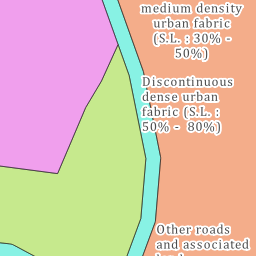 medium density
urban fabric
(S.L. : 30% -
50%)
Discontinuous
dense urban
fabric (S.L. :
50% -  80%)
Other roads
and associated